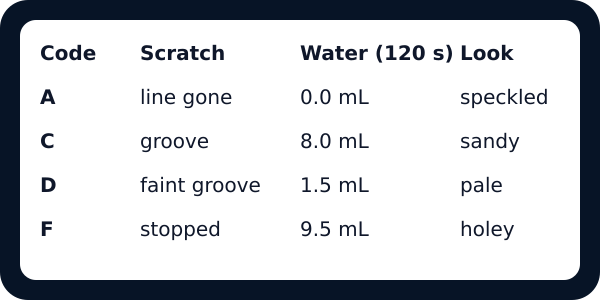 Code Scratch Water (120 s) Look
A line gone 0.0 mL speckled
C groove 8.0 mL sandy
D faint groove 1.5 mL pale
F stopped 9.5 mL holey